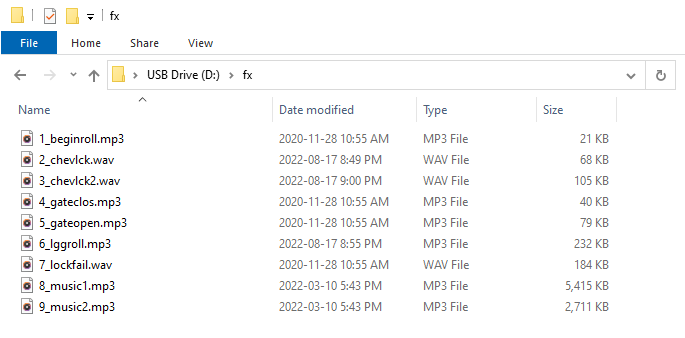 fx
File Home Share View
USB Drive (D:) fx
Name Date modified Type Size
1_beginroll.mp3 2020-11-28 10:55 AM MP3 File 21 KB
2_chevlck.wav 2022-08-17 8:49 PM WAV File 68 KB
3_chevlck2.wav 2022-08-17 9:00 PM WAV File 105 KB
4_gateclos.mp3 2020-11-28 10:55 AM MP3 File 40 KB
5_gateopen.mp3 2020-11-28 10:55 AM MP3 File 79 KB
6_lggroll.mp3 2022-08-17 8:55 PM MP3 File 232 KB
7_lockfail.wav 2020-11-28 10:55 AM WAV File 184 KB
8_music1.mp3 2022-03-10 5:43 PM MP3 File 5,415 KB
9_music2.mp3 2022-03-10 5:43 PM MP3 File 2,711 KB